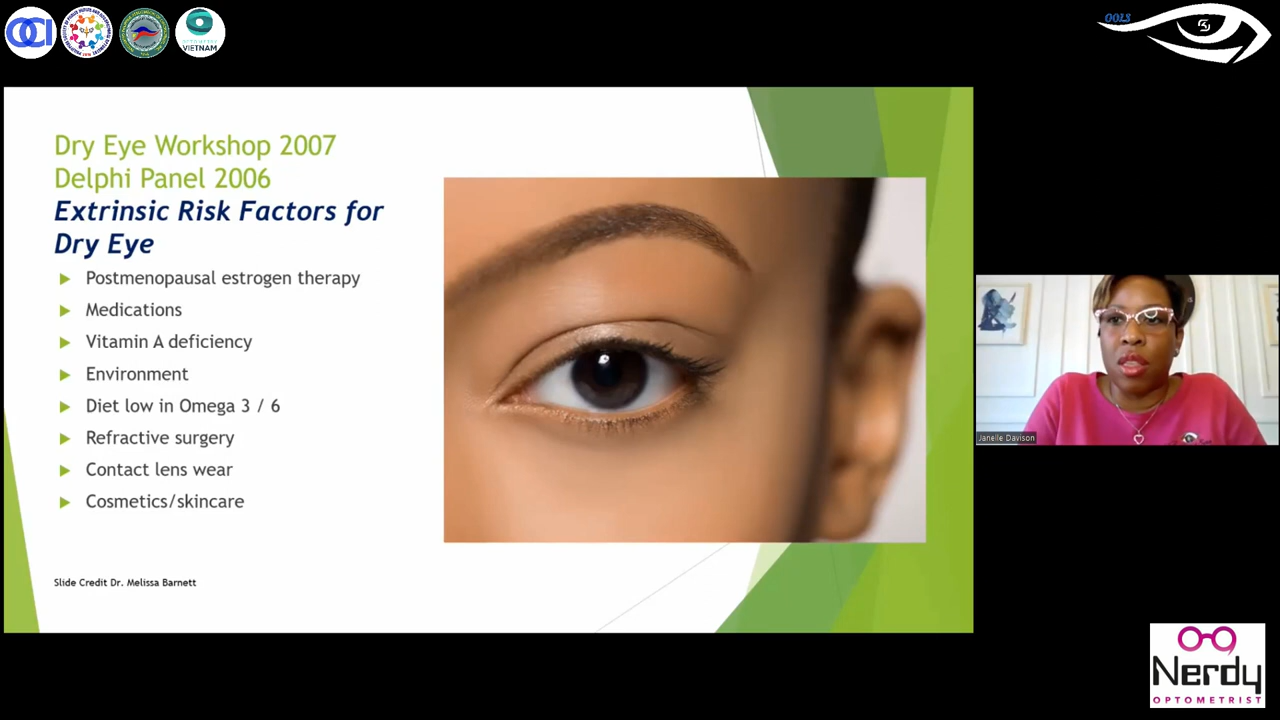 OCI
VIETNAM
OOLS
Dry Eye Workshop 2007
Delphi Panel 2006
Extrinsic Risk Factors for
Dry Eye
Postmenopausal estrogen therapy
Medications
Vitamin A deficiency
Environment
Diet low in Omega 3 / 6
Refractive surgery
Contact lens wear
Cosmetics/skincare
Slide Credit Dr. Melissa Barnett
Janelle Davison
Nerdy
OPTOMETRIST